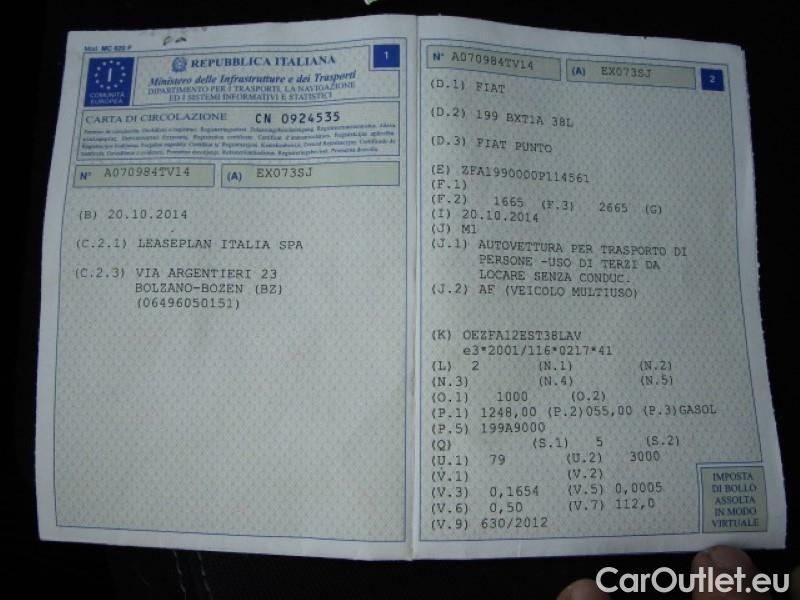 Mod. MC 820 F
REPUBBLICA ITALIANA
1
Ministero delle Infrastrutture e dei Trasporti
DIPARTIMENTO PER I TRASPORTI, LA NAVIGAZIONE
ED I SISTEMI INFORMATIVI E STATISTICI
I
COMUNITÀ
EUROPEA
CARTA DI CIRCOLAZIONE CN 0924535
N° A070984TV14 (A) EX073SJ
(B) 20.10.2014
(C.2.1) LEASEPLAN ITALIA SPA
(C.2.3) VIA ARGENTIERI 23
BOLZANO-BOZEN (BZ)
(06496050151)
N° A070984TV14 (A) EX073SJ
2
(D.1) FIAT
(D.2) 199 BXT1A 38L
(D.3) FIAT PUNTO
(E) ZFA1990000P114561
(F.1)
(F.2) 1665 (F.3) 2665 (G)
(I) 20.10.2014
(J) M1
(J.1) AUTOVETTURA PER TRASPORTO DI
PERSONE -USO DI TERZI DA
LOCARE SENZA CONDUC.
(J.2) AF (VEICOLO MULTIUSO)
(K) OEZFA12EST38LAV
e3*2001/116*0217*41
(L) 2 (N.1) (N.2)
(N.3) (N.4) (N.5)
(O.1) 1000 (O.2)
(P.1) 1248,00 (P.2)055,00 (P.3)GASOL
(P.5) 199A9000
(Q) (S.1) 5 (S.2)
(U.1) 79 (U.2) 3000
(V.1) (V.2)
(V.3) 0,1654 (V.5) 0,0005
(V.6) 0,50 (V.7) 112,0
(V.9) 630/2012
IMPOSTA
DI BOLLO
ASSOLTA
IN MODO
VIRTUALE
CarOutlet.eu